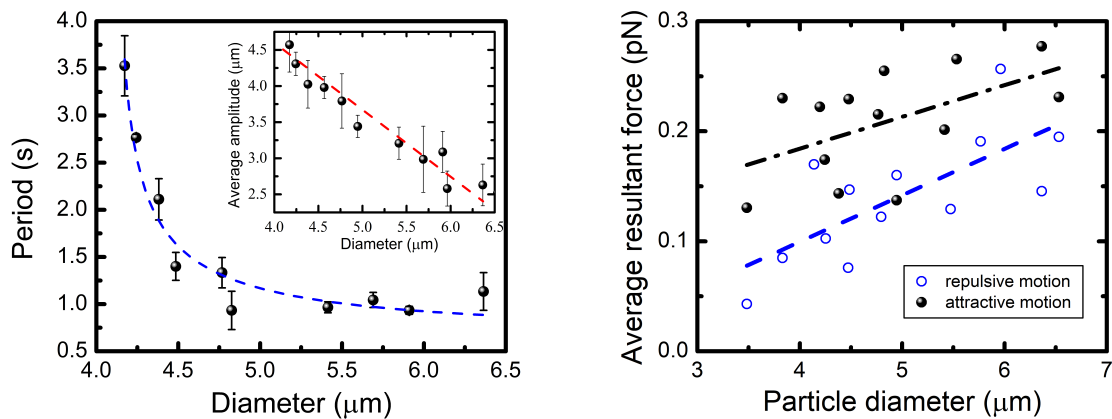 4.0
3.5
3.0
2.5
2.0
1.5
1.0
0.5
Period (s)
4.0 4.5 5.0 5.5 6.0 6.5
Diameter (μm)
4.5
4.0
3.5
3.0
2.5
Average amplitude (μm)
4.0 4.5 5.0 5.5 6.0 6.5
Diameter (μm)
0.3
0.2
0.1
0.0
Average resultant force (pN)
repulsive motion
attractive motion
3 4 5 6 7
Particle diameter (μm)